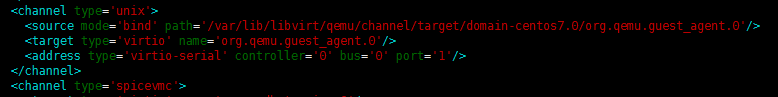 <channel type='unix'>
<source mode='bind' path='/var/lib/libvirt/qemu/channel/target/domain-centos7.0/org.qemu.guest_agent.0'/>
<target type='virtio' name='org.qemu.guest_agent.0'/>
<address type='virtio-serial' controller='0' bus='0' port='1'/>
</channel>
<channel type='spicevmc'>